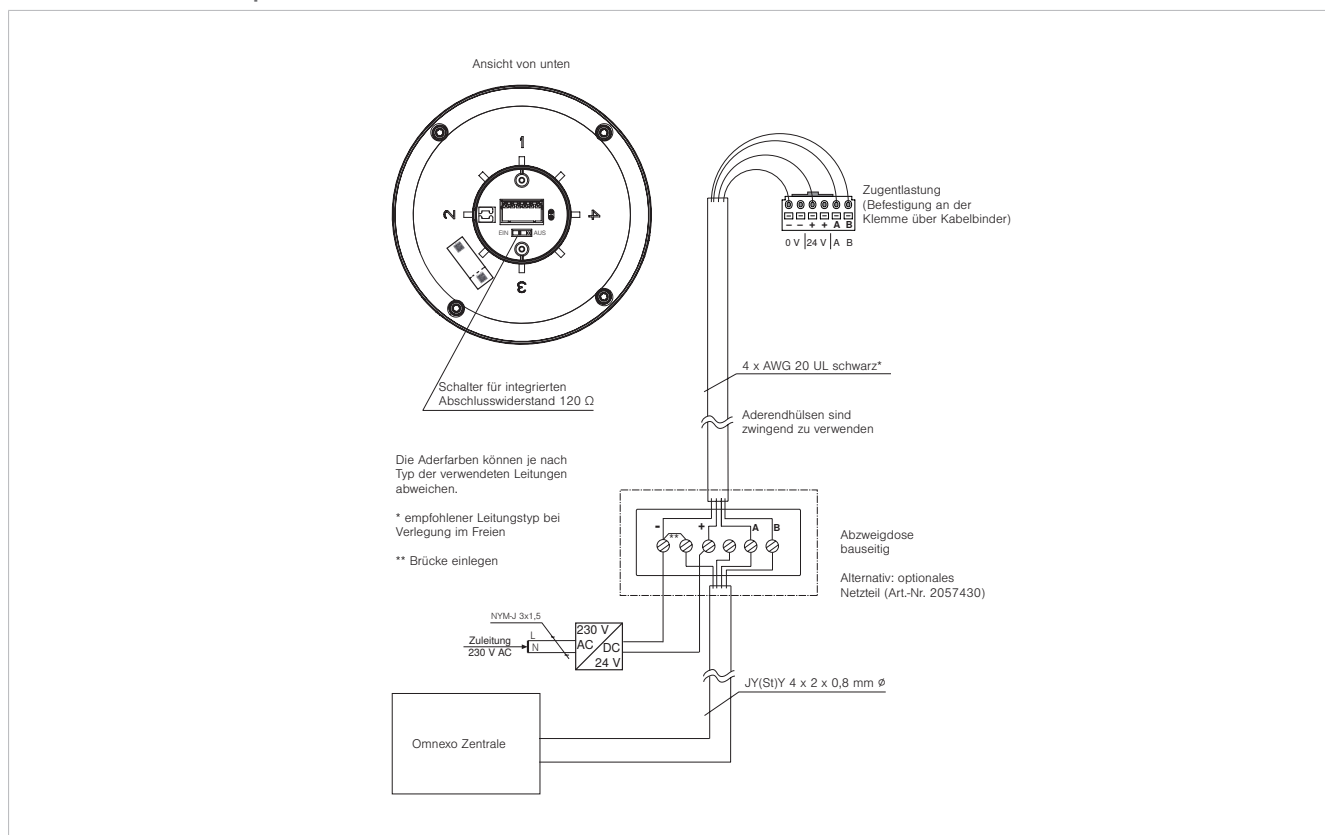 Ansicht von unten
1
2
4
3
EIN
AUS
Zugentlastung
(Befestigung an der
Klemme über Kabelbinder)
– – + + A B
0 V 24 V A B
4 x AWG 20 UL schwarz*
Schalter für integrierten
Abschlusswiderstand 120 Ω
Aderendhülsen sind
zwingend zu verwenden
Die Aderfarben können je nach
Typ der verwendeten Leitungen
abweichen.
* empfohlener Leitungstyp bei
Verlegung im Freien
** Brücke einlegen
- + A B
**
Abzweigdose
bauseitig
Alternativ: optionales
Netzteil (Art.-Nr. 2057430)
NYM-J 3x1,5
Zuleitung
230 V AC
L
N
230 V
AC
DC
24 V
JY(St)Y 4 x 2 x 0,8 mm ø
Omnexo Zentrale